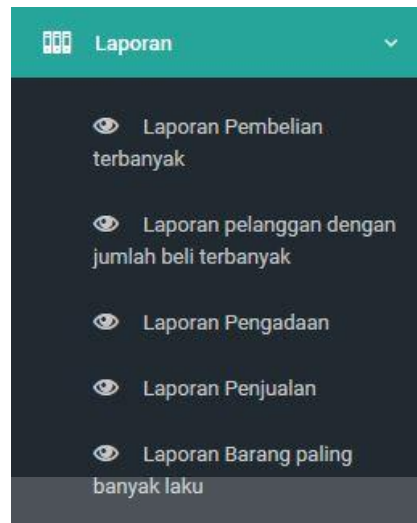 Laporan
Laporan Pembelian
terbanyak
Laporan pelanggan dengan
jumlah beli terbanyak
Laporan Pengadaan
Laporan Penjualan
Laporan Barang paling
banyak laku